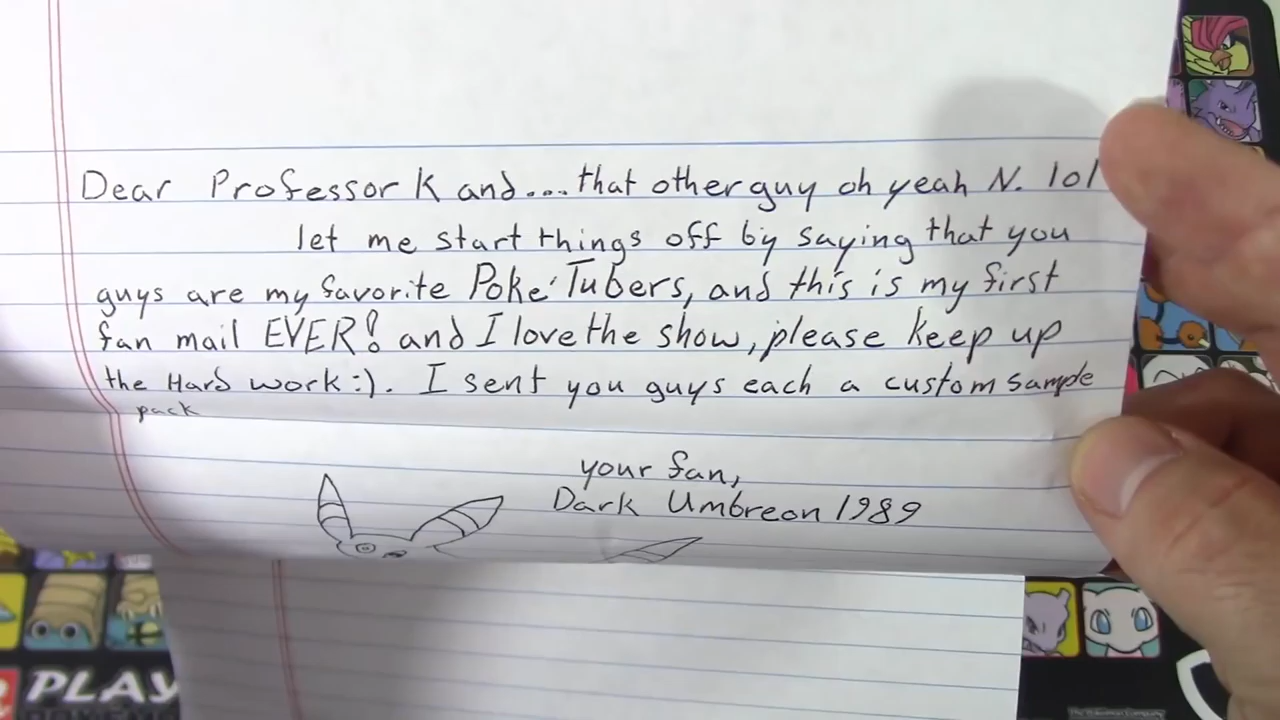 Dear Professor K and...that other guy oh yeah N. lol
let me start things off by saying that you
guys are my favorite Poke'Tubers, and this is my first
fan mail EVER! and I love the show, please keep up
the Hard work:). I sent you guys each a custom sample
pack
your fan,
Dark Umbreon 1989
PLAY